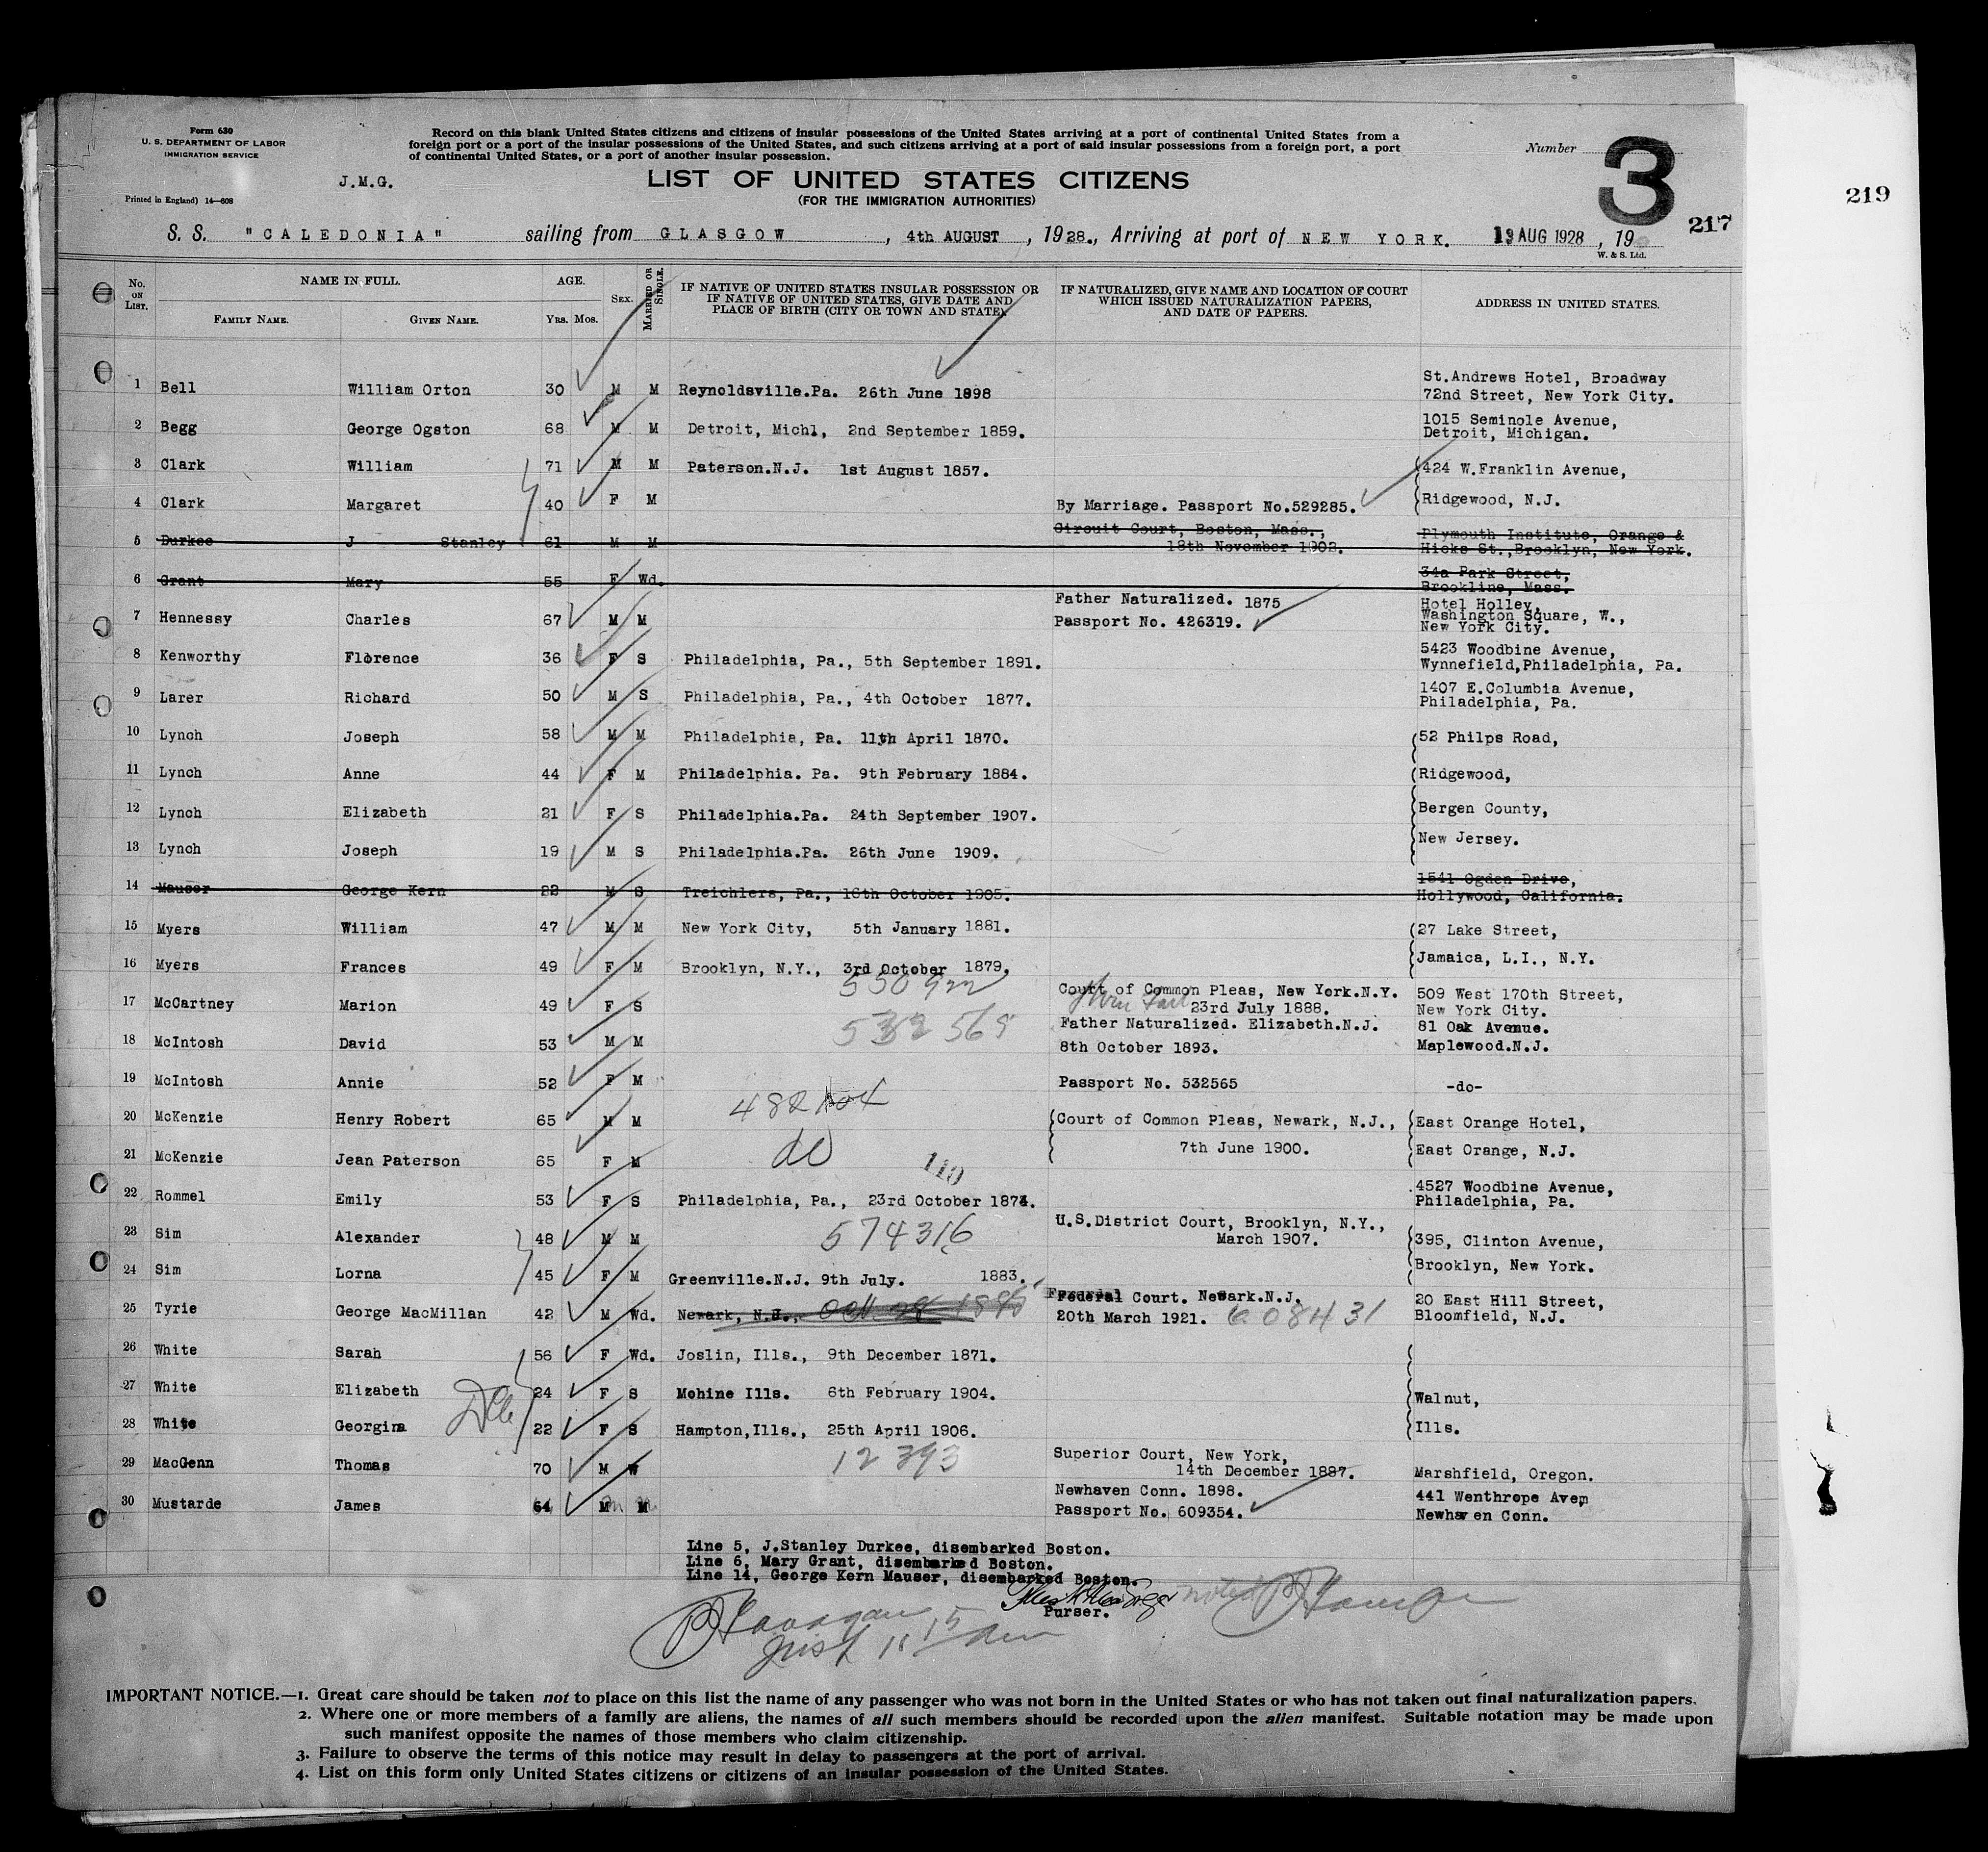 Form 630
U. S. DEPARTMENT OF LABOR
IMMIGRATION SERVICE
Record on this blank United States citizens and citizens of insular possessions of the United States arriving at a port of continental United States from a
foreign port or a port of the insular possessions of the United States, and such citizens arriving at a port of said insular possessions from a foreign port, a port
of continental United States, or a port of another insular possession.
Number 3
J.M.G.
LIST OF UNITED STATES CITIZENS
(FOR THE IMMIGRATION AUTHORITIES)
Printed in England) 14—608
219
217
S. S. "CALEDONIA" sailing from GLASGOW, 4th AUGUST, 1928., Arriving at port of NEW YORK. 13 AUG 1928, 19
W. & S. Ltd.
No. ON LIST. NAME IN FULL. FAMILY NAME. GIVEN NAME. AGE. YRS. MOS. SEX. MARRIED OR SINGLE. IF NATIVE OF UNITED STATES INSULAR POSSESSION OR IF NATIVE OF UNITED STATES, GIVE DATE AND PLACE OF BIRTH (CITY OR TOWN AND STATE) IF NATURALIZED, GIVE NAME AND LOCATION OF COURT WHICH ISSUED NATURALIZATION PAPERS, AND DATE OF PAPERS. ADDRESS IN UNITED STATES.
1 Bell William Orton 30 M M Reynoldsville.Pa. 26th June 1898 St.Andrews Hotel, Broadway 72nd Street, New York City.
2 Begg George Ogston 68 M M Detroit, Michl, 2nd September 1859. 1015 Seminole Avenue, Detroit, Michigan.
3 Clark William 71 M M Paterson.N.J. 1st August 1857. 424 W.Franklin Avenue,
4 Clark Margaret 40 F M By Marriage. Passport No.529285. Ridgewood, N.J.
5 Durkee J Stanley 61 M M Circuit Court, Boston, Mass., 18th November 1902. Plymouth Institute, Orange & Hicks St.,Brooklyn, New York.
6 Grant Mary 55 F Wd. 34a Park Street, Brookline, Mass.
7 Hennessy Charles 67 M M Father Naturalized. 1875 Passport No. 426319. Hotel Holley, Washington Square, W., New York City.
8 Kenworthy Florence 36 F S Philadelphia, Pa., 5th September 1891. 5423 Woodbine Avenue, Wynnefield,Philadelphia, Pa.
9 Larer Richard 50 M S Philadelphia, Pa., 4th October 1877. 1407 E.Columbia Avenue, Philadelphia, Pa.
10 Lynch Joseph 58 M M Philadelphia, Pa. 11th April 1870. 52 Philps Road,
11 Lynch Anne 44 F M Philadelphia. Pa. 9th February 1884. Ridgewood,
12 Lynch Elizabeth 21 F S Philadelphia.Pa. 24th September 1907. Bergen County,
13 Lynch Joseph 19 M S Philadelphia.Pa. 26th June 1909. New Jersey.
14 Mauser George Kern 22 M S Treichlers, Pa., 16th October 1905. 1541 Ogden Drive, Hollywood, California.
15 Myers William 47 M M New York City, 5th January 1881. 27 Lake Street,
16 Myers Frances 49 F M Brooklyn, N.Y., 3rd October 1879. Jamaica, L.I., N.Y.
17 McCartney Marion 49 F S 550922 Court of Common Pleas, New York.N.Y. 23rd July 1888. 509 West 170th Street, New York City.
18 McIntosh David 53 M M 532565 Father Naturalized. Elizabeth.N.J. 8th October 1893. 81 Oak Avenue. Maplewood.N.J.
19 McIntosh Annie 52 F M Passport No. 532565 -do-
20 McKenzie Henry Robert 65 M M Court of Common Pleas, Newark, N.J., East Orange Hotel,
21 McKenzie Jean Paterson 65 F M do 7th June 1900. East Orange, N.J.
110
22 Rommel Emily 53 F S Philadelphia, Pa., 23rd October 1874. 4527 Woodbine Avenue, Philadelphia, Pa.
23 Sim Alexander 48 M M 574316 U.S.District Court, Brooklyn, N.Y., March 1907. 395, Clinton Avenue,
24 Sim Lorna 45 F M Greenville.N.J. 9th July. 1883. Brooklyn, New York.
25 Tyrie George MacMillan 42 M Wd. Newark, N.J., Federal Court. Newark.N.J. 20th March 1921. 608431 20 East Hill Street, Bloomfield, N.J.
26 White Sarah 56 F Wd. Joslin, Ills., 9th December 1871.
27 White Elizabeth 24 F S Mohine Ills. 6th February 1904. Walnut,
28 White Georgina 22 F S Hampton,Ills., 25th April 1906. Ills.
29 MacGenn Thomas 70 M W 12393 Superior Court, New York, 14th December 1887. Marshfield, Oregon.
30 Mustarde James 64 M M Newhaven Conn. 1898. Passport No. 609354. 441 Wenthrope Avem Newhaven Conn.
Line 5, J.Stanley Durkee, disembarked Boston.
Line 6, Mary Grant, disembarked Boston.
Line 14, George Kern Mauser, disembarked Boston.
noted
Purser.
IMPORTANT NOTICE.—1. Great care should be taken not to place on this list the name of any passenger who was not born in the United States or who has not taken out final naturalization papers.
2. Where one or more members of a family are aliens, the names of all such members should be recorded upon the alien manifest. Suitable notation may be made upon
such manifest opposite the names of those members who claim citizenship.
3. Failure to observe the terms of this notice may result in delay to passengers at the port of arrival.
4. List on this form only United States citizens or citizens of an insular possession of the United States.